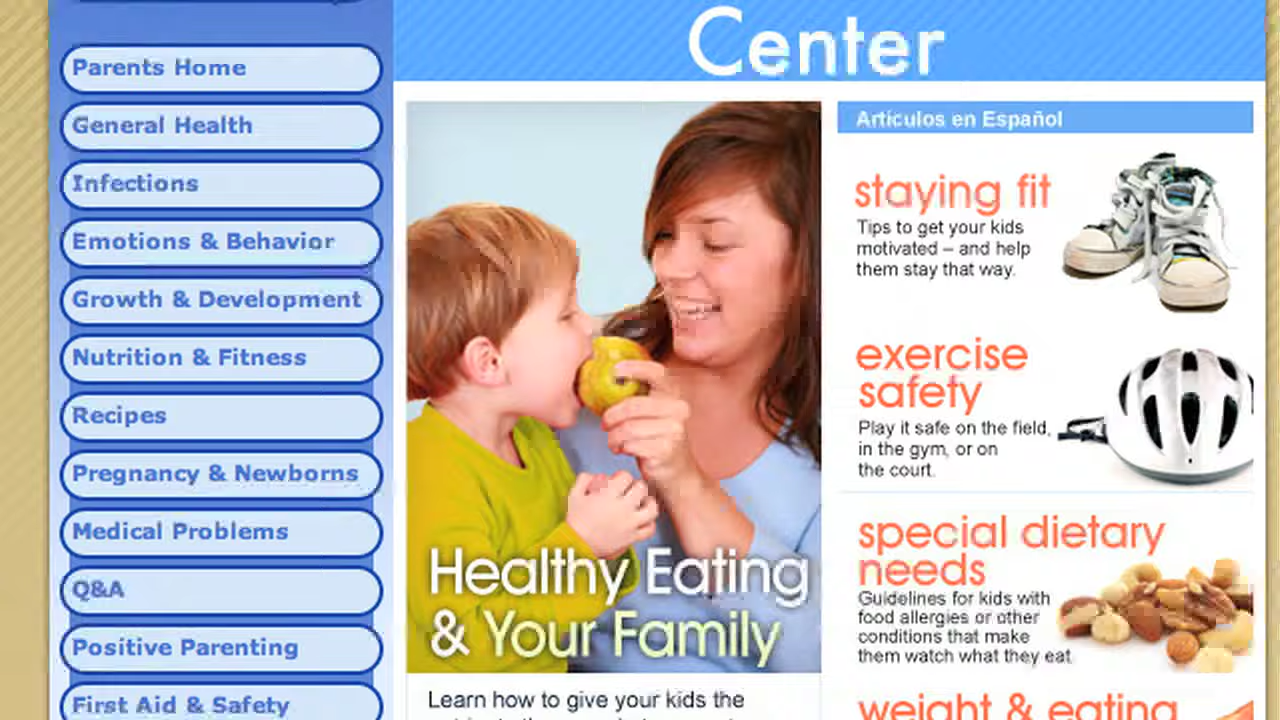 Center
Parents Home
General Health
Infections
Emotions & Behavior
Growth & Development
Nutrition & Fitness
Recipes
Pregnancy & Newborns
Medical Problems
Q&A
Positive Parenting
First Aid & Safety
Healthy Eating
& Your Family
Learn how to give your kids the
Artículos en Español
staying fit
Tips to get your kids
motivated – and help
them stay that way.
exercise
safety
Play it safe on the field,
in the gym, or on
the court.
special dietary
needs
Guidelines for kids with
food allergies or other
conditions that make
them watch what they eat
weight & eating